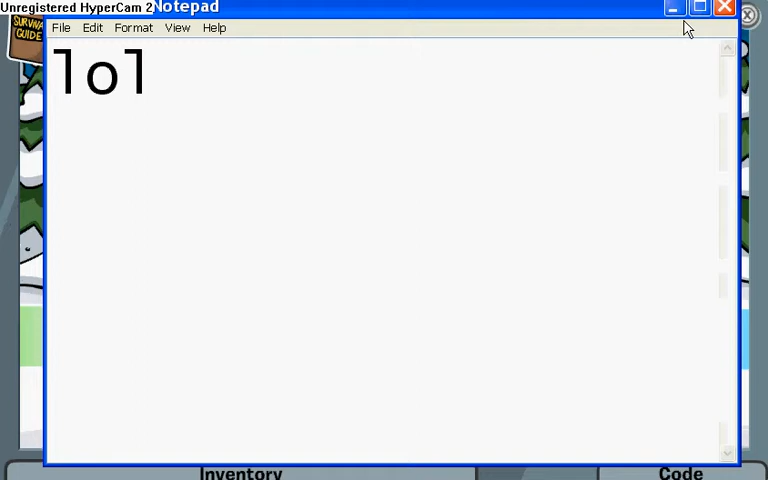 Unregistered HyperCam 2
Notepad
SURVIVAL
GUIDE
File Edit Format View Help
lol
Inventory
Code